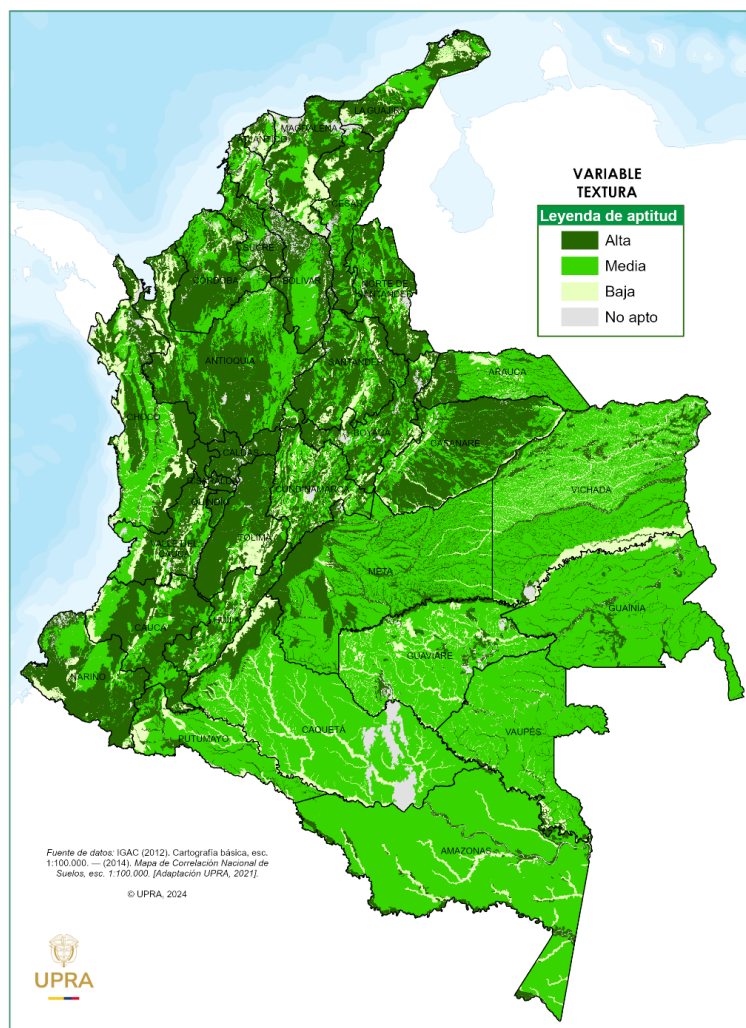 LA GUAJIRA
MAGDALENA
ATLÁNTICO
CESAR
SUCRE
CÓRDOBA
BOLÍVAR
NORTE DE
SANTANDER
ANTIOQUIA
SANTANDER
ARAUCA
CHOCÓ
BOYACÁ
CASANARE
CALDAS
CUNDINAMARCA
VICHADA
TOLIMA
META
GUAINÍA
CAUCA
HUILA
GUAVIARE
NARIÑO
VAUPÉS
CAQUETÁ
PUTUMAYO
AMAZONAS
VARIABLE
TEXTURA
Leyenda de aptitud
Alta
Media
Baja
No apto
Fuente de datos: IGAC (2012). Cartografía básica, esc.
1:100.000. — (2014). Mapa de Correlación Nacional de
Suelos, esc. 1:100.000. [Adaptación UPRA, 2021].
© UPRA, 2024
UPRA